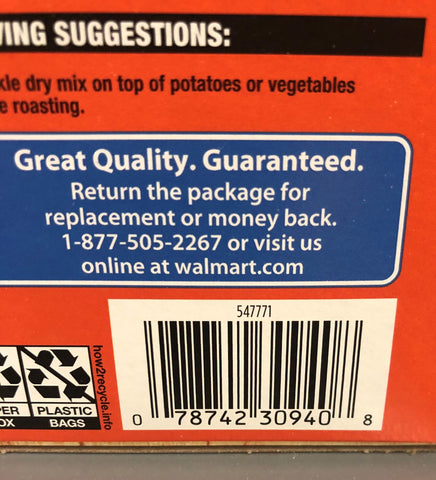 VING SUGGESTIONS:
kle dry mix on top of potatoes or vegetables
e roasting.
Great Quality. Guaranteed.
Return the package for
replacement or money back.
1-877-505-2267 or visit us
online at walmart.com
547771
0 78742 30940 8
PER
OX
PLASTIC
BAGS
how2recycle.info